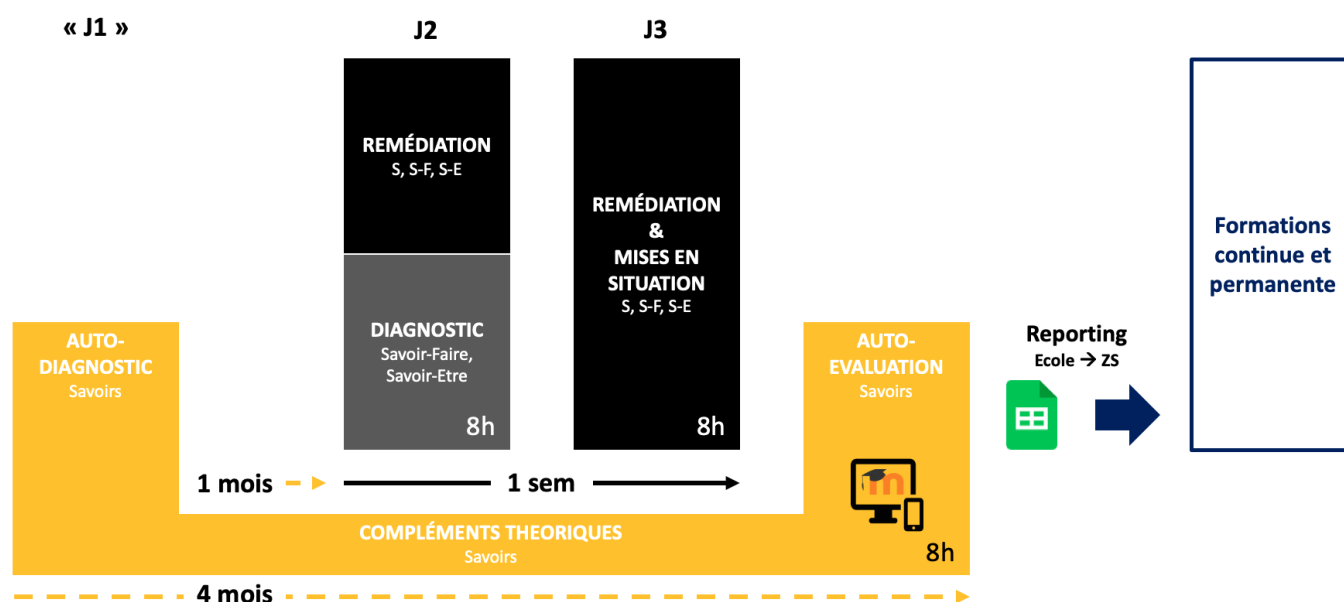 « J1 »
J2
J3
REMÉDIATION
S, S-F, S-E
DIAGNOSTIC
Savoir-Faire,
Savoir-Etre
8h
REMÉDIATION
&
MISES EN
SITUATION
S, S-F, S-E
8h
AUTO-
DIAGNOSTIC
Savoirs
AUTO-
EVALUATION
Savoirs
m
8h
1 mois
1 sem
COMPLÉMENTS THEORIQUES
Savoirs
4 mois
Reporting
Ecole → ZS
Formations
continue et
permanente